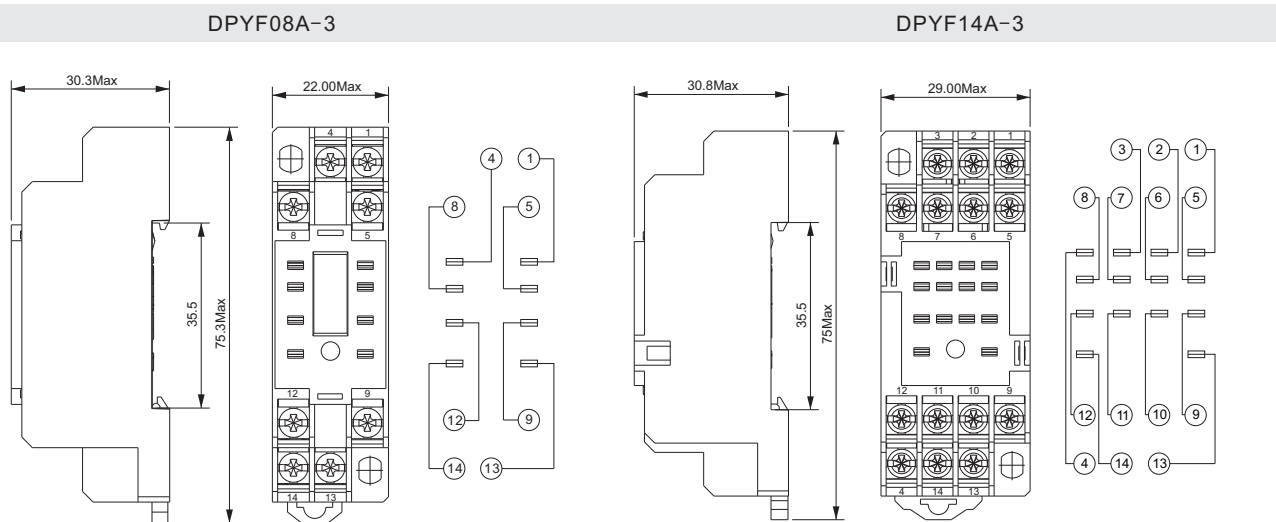 DPYF08A-3
DPYF14A-3
30.3Max
22.00Max
35.5
75.3Max
4 1
8 5
12 9
14 13
4 1
8 5
12 9
14 13
30.8Max
29.00Max
35.5
75Max
3 2 1
8 7 6 5
12 11 10 9
4 14 13
3 2 1
8 7 6 5
12 11 10 9
4 14 13